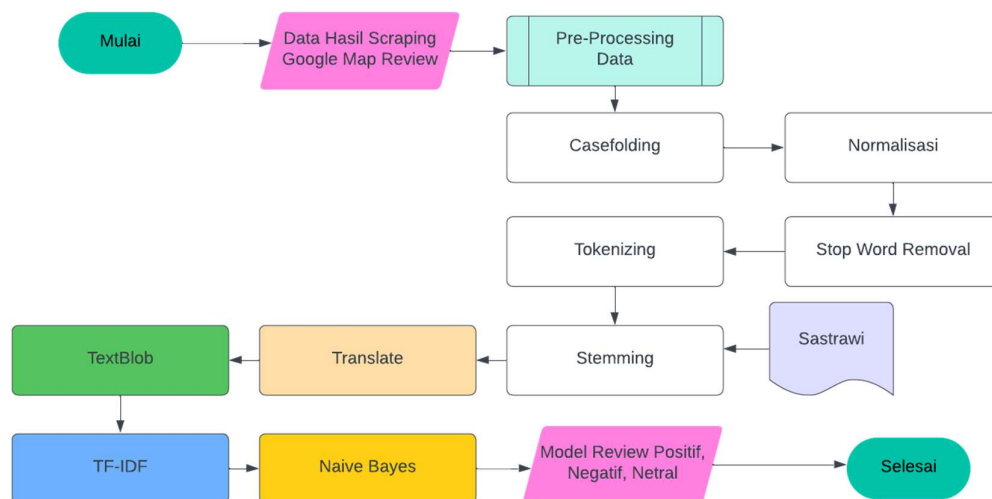 Mulai
Data Hasil Scraping
Google Map Review
Pre-Processing
Data
Casefolding
Normalisasi
Stop Word Removal
Tokenizing
Stemming
Sastrawi
Translate
TextBlob
TF-IDF
Naive Bayes
Model Review Positif,
Negatif, Netral
Selesai